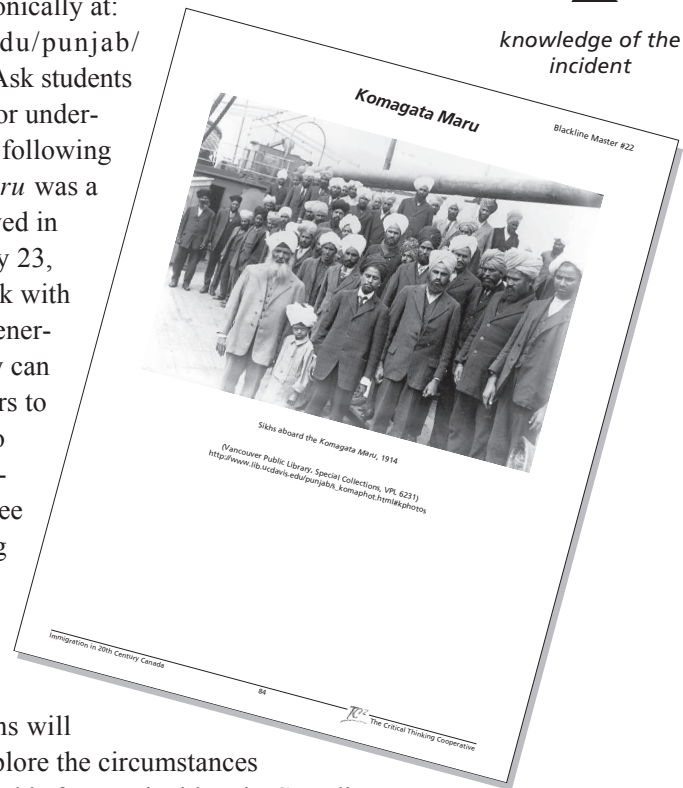 onically at:
du/punjab/
Ask students
or under-
following
ru was a
ed in
y 23,
k with
ener-
y can
rs to
o
-
ee
g
ns will
plore the circumstances
knowledge of the
incident
Komagata Maru
Blackline Master #22
Sikhs aboard the Komagata Maru, 1914
(Vancouver Public Library, Special Collections, VPL 6231)
http://www.lib.ucdavis.edu/punjab/s_komaphot.html#kphotos
Immigration in 20th Century Canada
84
TC²
The Critical Thinking Cooperative